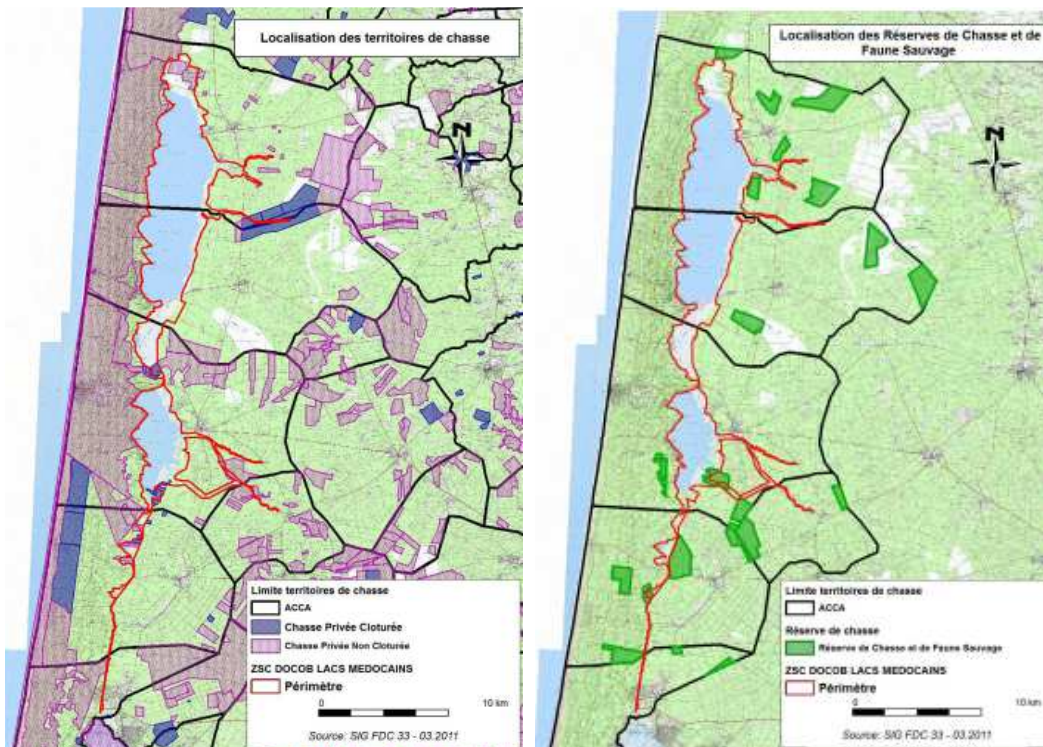 Localisation des territoires de chasse
N
Limite territoires de chasse
ACCA
Chasse Privée Cloturée
Chasse Privée Non Cloturée
ZSC DOCOB LACS MEDOCAINS
Périmètre
0 10 km
Source: SIG FDC 33 - 03.2011
Localisation des Réserves de Chasse et de
Faune Sauvage
N
Limite territoires de chasse
ACCA
Réserve de chasse
Réserve de Chasse et de Faune Sauvage
ZSC DOCOB LACS MEDOCAINS
Périmètre
0 10 km
Source: SIG FDC 33 - 03.2011